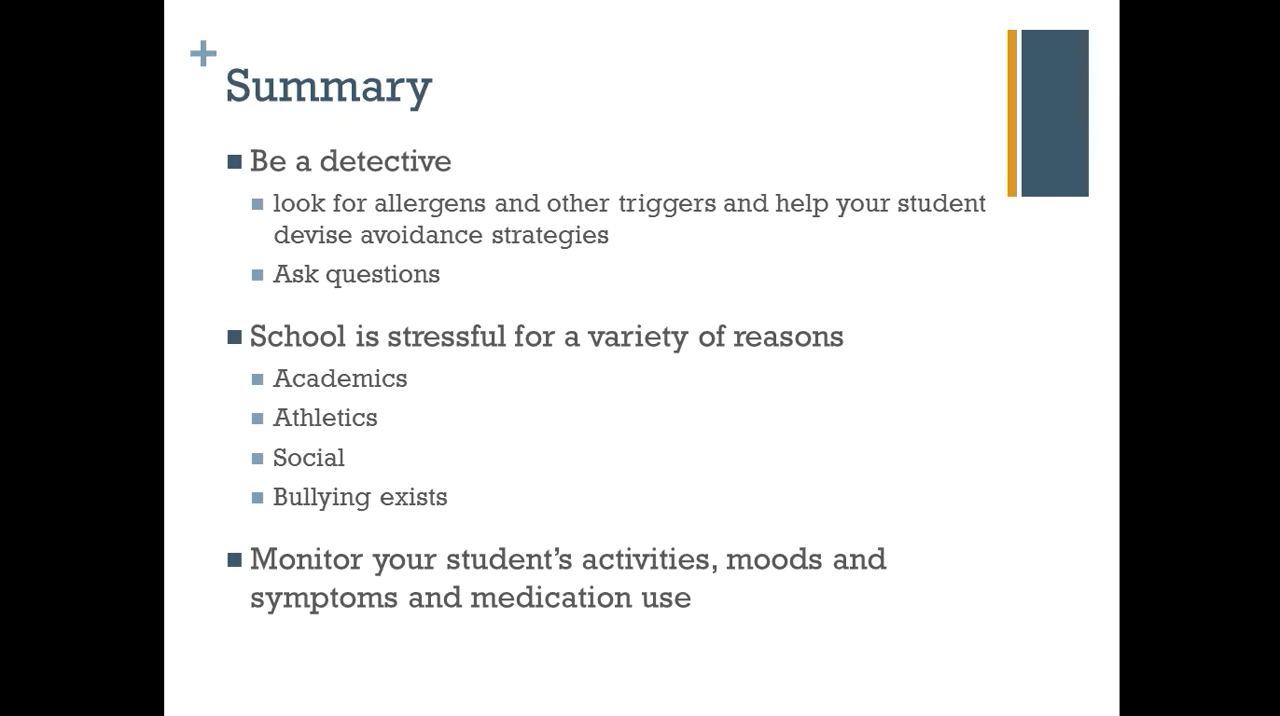 +
Summary
Be a detective
look for allergens and other triggers and help your student
devise avoidance strategies
Ask questions
School is stressful for a variety of reasons
Academics
Athletics
Social
Bullying exists
Monitor your student’s activities, moods and
symptoms and medication use